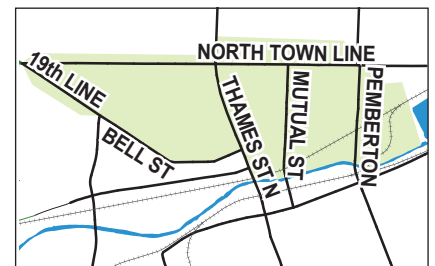 NORTH TOWN LINE
19th LINE
BELL ST
THAMES ST N
MUTUAL ST
PEMBERTON